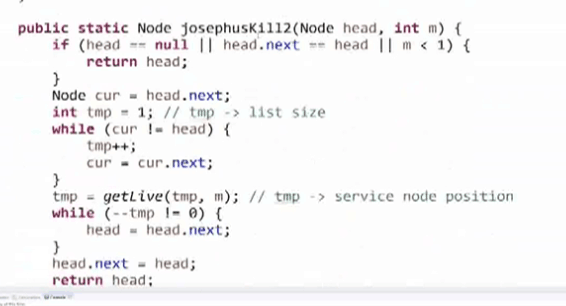 public static Node josephusKill2(Node head, int m) {
    if (head == null || head.next == head || m < 1) {
        return head;
    }
    Node cur = head.next;
    int tmp = 1; // tmp -> list size
    while (cur != head) {
        tmp++;
        cur = cur.next;
    }
    tmp = getLive(tmp, m); // tmp -> service node position
    while (--tmp != 0) {
        head = head.next;
    }
    head.next = head;
    return head;